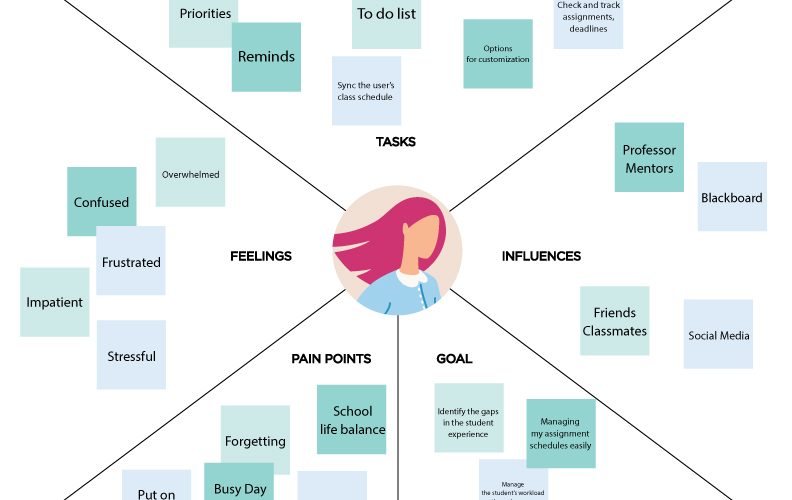 Priorities
To do list
Check and track
assignments,
deadlines
Reminds
Options
for customization
Sync the user's
class schedule
TASKS
Overwhelmed
Confused
Frustrated
Impatient
Stressful
FEELINGS
INFLUENCES
Professor
Mentors
Blackboard
Friends
Classmates
Social Media
PAIN POINTS
School
life balance
Forgetting
Busy Day
Put on
GOAL
Identify the gaps
in the student
experience
Managing
my assignment
schedules easily
Manage
the student's workload